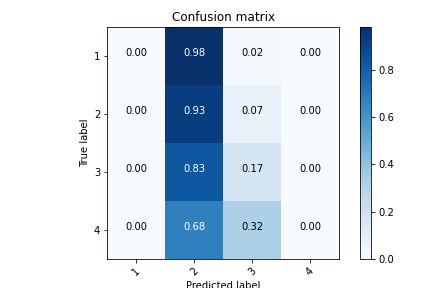 Confusion matrix
True label
1 0.00 0.98 0.02 0.00
2 0.00 0.93 0.07 0.00
3 0.00 0.83 0.17 0.00
4 0.00 0.68 0.32 0.00
1 2 3 4
Predicted label
0.8
0.6
0.4
0.2
0.0